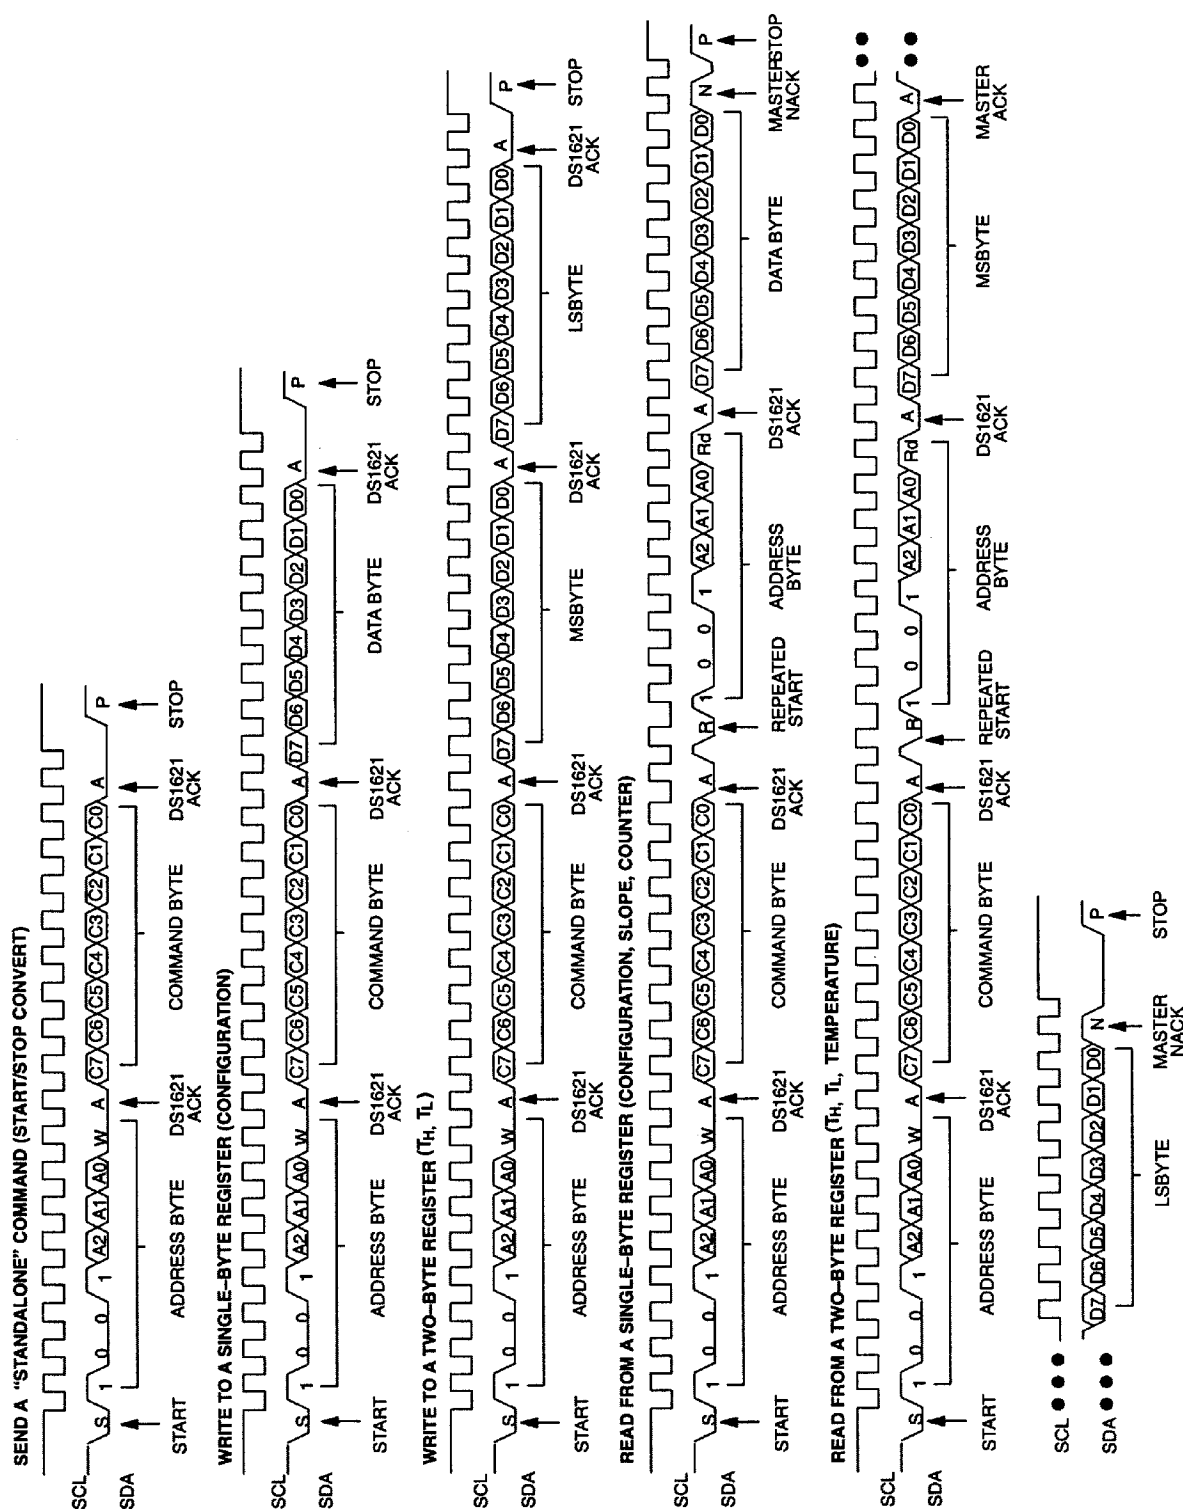 SEND A "STANDALONE" COMMAND (START/STOP CONVERT)
SCL
SDA
S 1 0 0 1 A2 A1 A0 W A C7 C6 C5 C4 C3 C2 C1 C0 A P
START ADDRESS BYTE DS1621 ACK COMMAND BYTE DS1621 ACK STOP
WRITE TO A SINGLE–BYTE REGISTER (CONFIGURATION)
SCL
SDA
S 1 0 0 1 A2 A1 A0 W A C7 C6 C5 C4 C3 C2 C1 C0 A D7 D6 D5 D4 D3 D2 D1 D0 A P
START ADDRESS BYTE DS1621 ACK COMMAND BYTE DS1621 ACK DATA BYTE DS1621 ACK STOP
WRITE TO A TWO–BYTE REGISTER (TH, TL)
SCL
SDA
S 1 0 0 1 A2 A1 A0 W A C7 C6 C5 C4 C3 C2 C1 C0 A D7 D6 D5 D4 D3 D2 D1 D0 A D7 D6 D5 D4 D3 D2 D1 D0 A P
START ADDRESS BYTE DS1621 ACK COMMAND BYTE DS1621 ACK MSBYTE DS1621 ACK LSBYTE DS1621 ACK STOP
READ FROM A SINGLE–BYTE REGISTER (CONFIGURATION, SLOPE, COUNTER)
SCL
SDA
S 1 0 0 1 A2 A1 A0 W A C7 C6 C5 C4 C3 C2 C1 C0 A R 1 0 0 1 A2 A1 A0 Rd A D7 D6 D5 D4 D3 D2 D1 D0 N P
START ADDRESS BYTE DS1621 ACK COMMAND BYTE DS1621 ACK REPEATED START ADDRESS BYTE DS1621 ACK DATA BYTE MASTER NACK STOP
READ FROM A TWO–BYTE REGISTER (TH, TL, TEMPERATURE)
SCL
SDA
S 1 0 0 1 A2 A1 A0 W A C7 C6 C5 C4 C3 C2 C1 C0 A R 1 0 0 1 A2 A1 A0 Rd A D7 D6 D5 D4 D3 D2 D1 D0 A
START ADDRESS BYTE DS1621 ACK COMMAND BYTE DS1621 ACK REPEATED START ADDRESS BYTE DS1621 ACK MSBYTE MASTER ACK
SCL
SDA
D7 D6 D5 D4 D3 D2 D1 D0 N P
LSBYTE MASTER NACK STOP